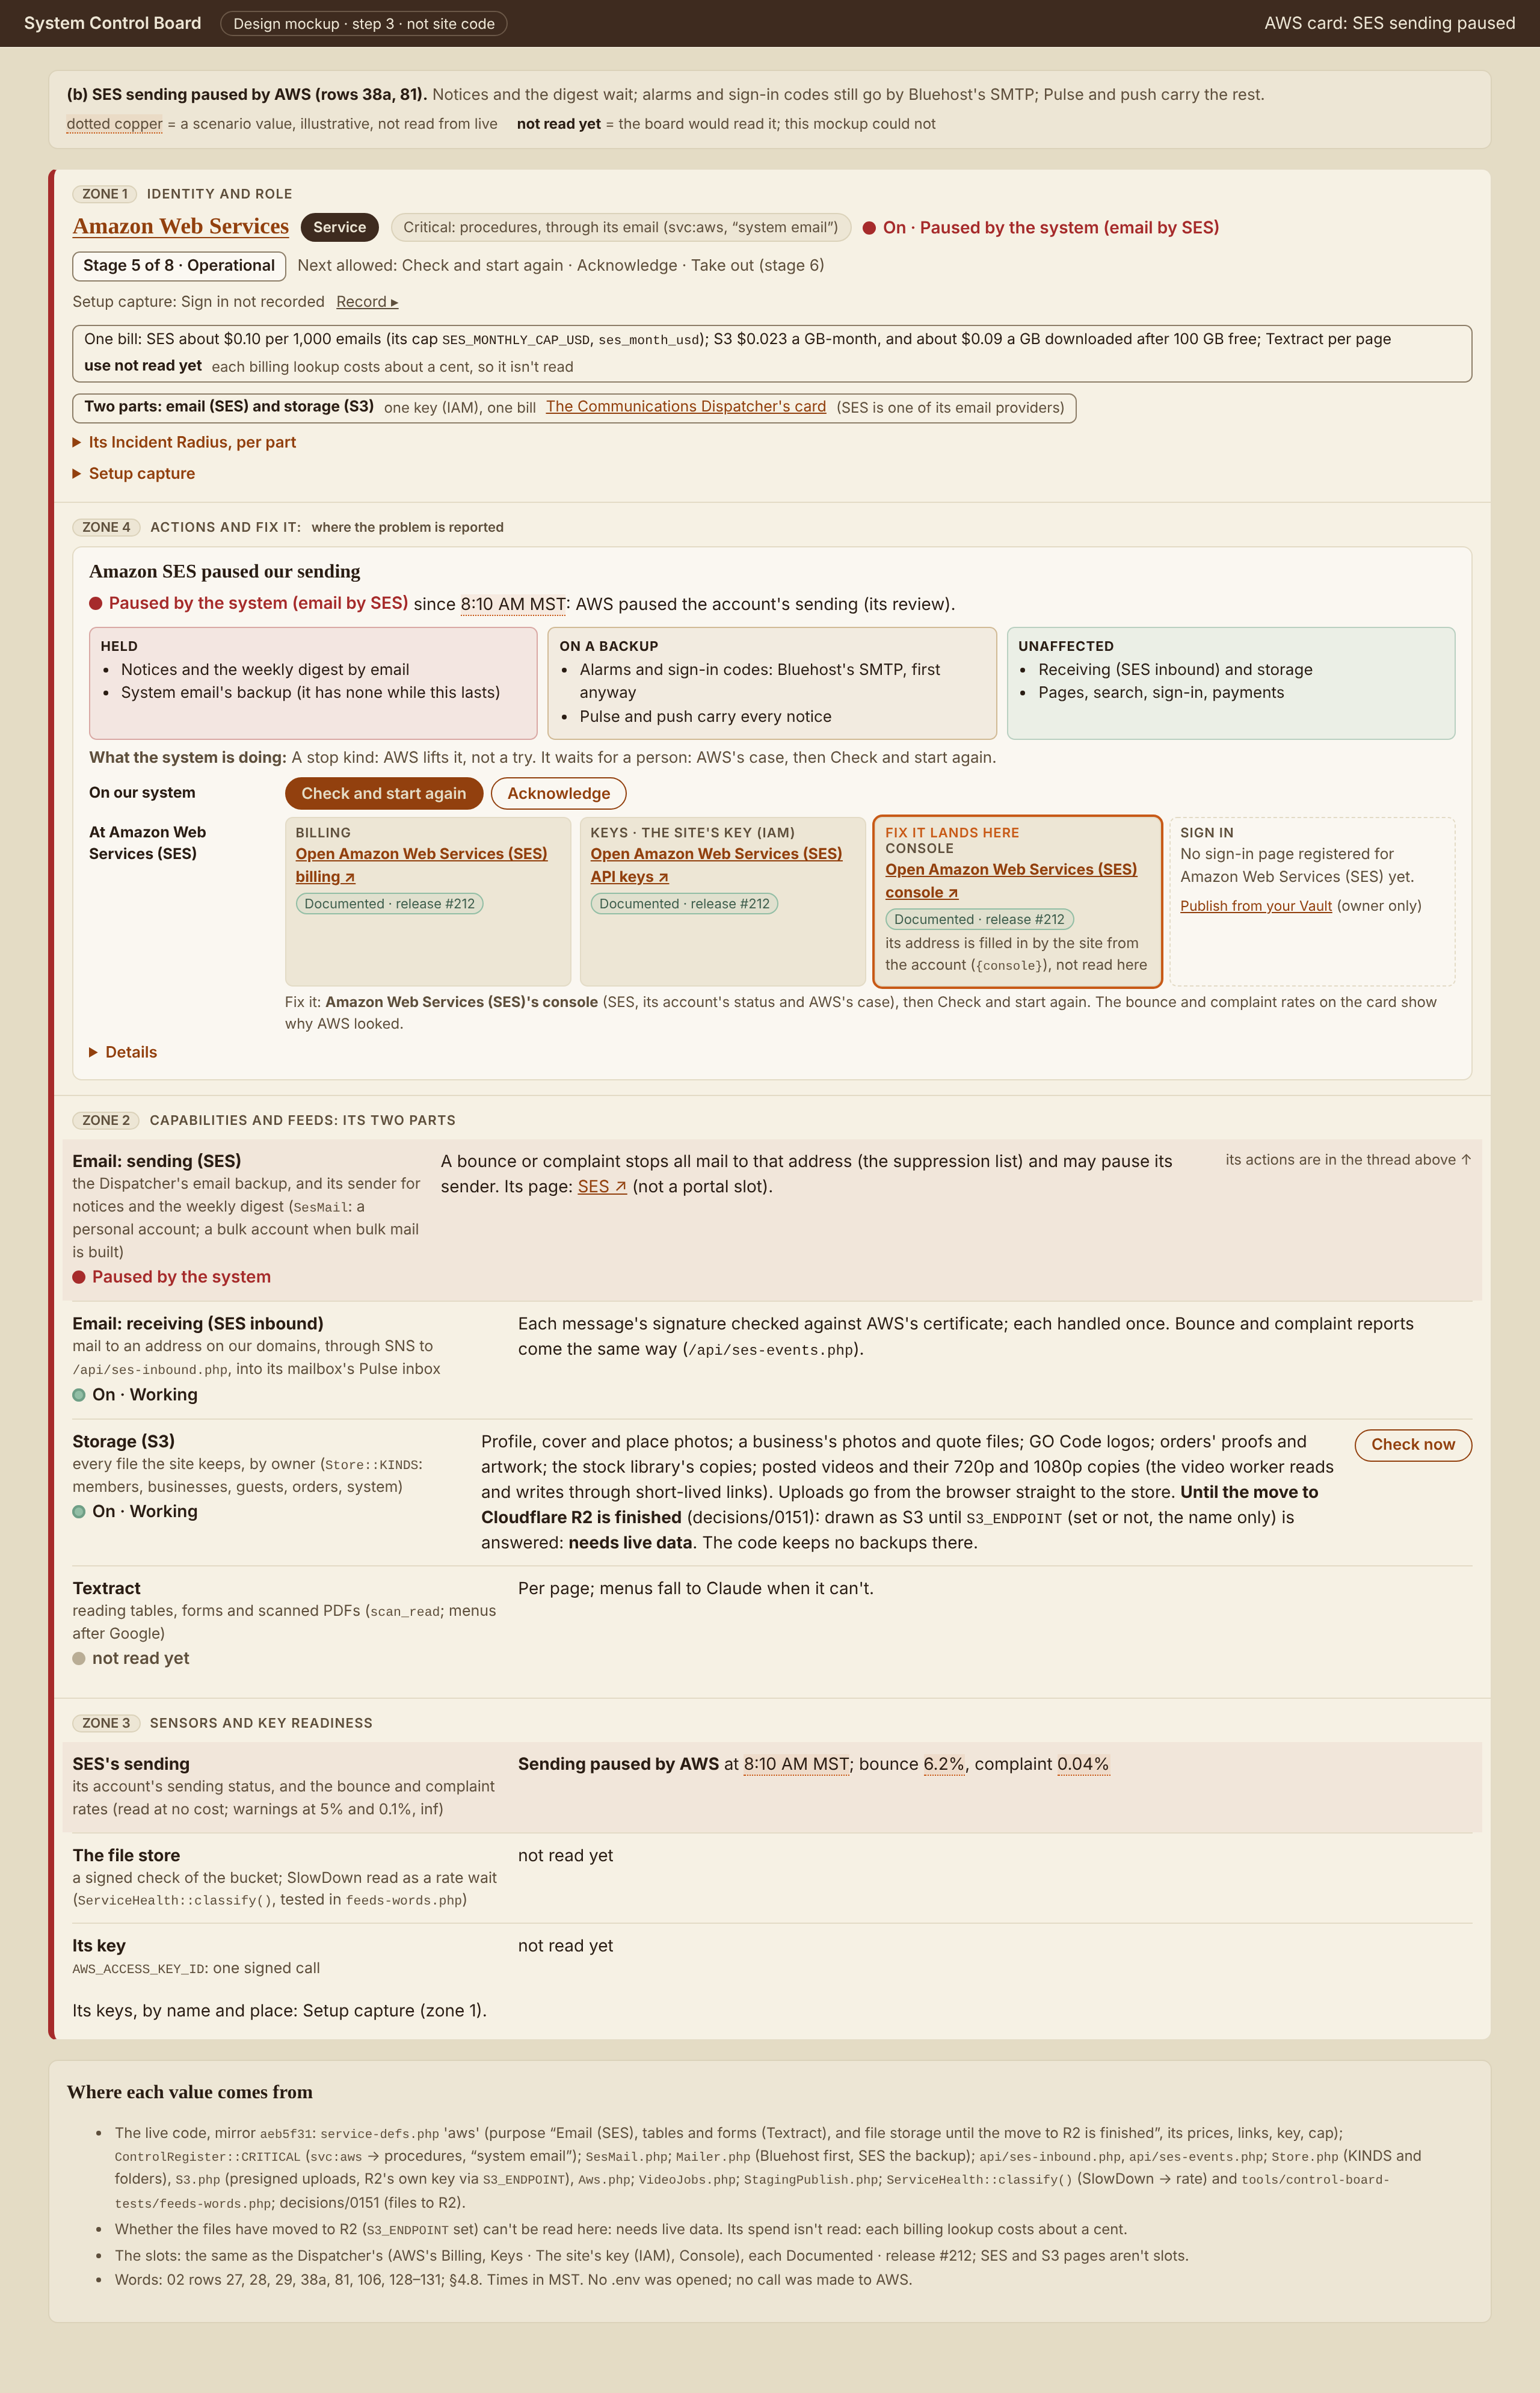 System Control Board
Design mockup · step 3 · not site code
AWS card: SES sending paused
(b) SES sending paused by AWS (rows 38a, 81). Notices and the digest wait; alarms and sign-in codes still go by Bluehost's SMTP; Pulse and push carry the rest.
dotted copper = a scenario value, illustrative, not read from live not read yet = the board would read it; this mockup could not
ZONE 1 IDENTITY AND ROLE
Amazon Web Services Service Critical: procedures, through its email (svc:aws, “system email”) On · Paused by the system (email by SES)
Stage 5 of 8 · Operational Next allowed: Check and start again · Acknowledge · Take out (stage 6)
Setup capture: Sign in not recorded Record ▸
One bill: SES about $0.10 per 1,000 emails (its cap SES_MONTHLY_CAP_USD, ses_month_usd); S3 $0.023 a GB-month, and about $0.09 a GB downloaded after 100 GB free; Textract per page
use not read yet each billing lookup costs about a cent, so it isn't read
Two parts: email (SES) and storage (S3) one key (IAM), one bill The Communications Dispatcher's card (SES is one of its email providers)
▶ Its Incident Radius, per part
▶ Setup capture
ZONE 4 ACTIONS AND FIX IT: where the problem is reported
Amazon SES paused our sending
Paused by the system (email by SES) since 8:10 AM MST: AWS paused the account's sending (its review).
HELD
• Notices and the weekly digest by email
• System email's backup (it has none while this lasts)
ON A BACKUP
• Alarms and sign-in codes: Bluehost's SMTP, first
anyway
• Pulse and push carry every notice
UNAFFECTED
• Receiving (SES inbound) and storage
• Pages, search, sign-in, payments
What the system is doing: A stop kind: AWS lifts it, not a try. It waits for a person: AWS's case, then Check and start again.
On our system
Check and start again
Acknowledge
At Amazon Web
Services (SES)
BILLING
Open Amazon Web Services (SES)
billing ↗
Documented · release #212
KEYS · THE SITE'S KEY (IAM)
Open Amazon Web Services (SES)
API keys ↗
Documented · release #212
FIX IT LANDS HERE
CONSOLE
Open Amazon Web Services (SES)
console ↗
Documented · release #212
its address is filled in by the site from
the account ({console}), not read here
SIGN IN
No sign-in page registered for
Amazon Web Services (SES) yet.
Publish from your Vault (owner only)
Fix it: Amazon Web Services (SES)'s console (SES, its account's status and AWS's case), then Check and start again. The bounce and complaint rates on the card show
why AWS looked.
▶ Details
ZONE 2 CAPABILITIES AND FEEDS: ITS TWO PARTS
Email: sending (SES)
the Dispatcher's email backup, and its sender for
notices and the weekly digest (SesMail: a
personal account; a bulk account when bulk mail
is built)
Paused by the system
A bounce or complaint stops all mail to that address (the suppression list) and may pause its
sender. Its page: SES ↗ (not a portal slot).
its actions are in the thread above ↑
Email: receiving (SES inbound)
mail to an address on our domains, through SNS to
/api/ses-inbound.php, into its mailbox's Pulse inbox
On · Working
Each message's signature checked against AWS's certificate; each handled once. Bounce and complaint reports
come the same way (/api/ses-events.php).
Storage (S3)
every file the site keeps, by owner (Store::KINDS:
members, businesses, guests, orders, system)
On · Working
Profile, cover and place photos; a business's photos and quote files; GO Code logos; orders' proofs and
artwork; the stock library's copies; posted videos and their 720p and 1080p copies (the video worker reads
and writes through short-lived links). Uploads go from the browser straight to the store. Until the move to
Cloudflare R2 is finished (decisions/0151): drawn as S3 until S3_ENDPOINT (set or not, the name only) is
answered: needs live data. The code keeps no backups there.
Check now
Textract
reading tables, forms and scanned PDFs (scan_read; menus
after Google)
not read yet
Per page; menus fall to Claude when it can't.
ZONE 3 SENSORS AND KEY READINESS
SES's sending
its account's sending status, and the bounce and complaint
rates (read at no cost; warnings at 5% and 0.1%, inf)
Sending paused by AWS at 8:10 AM MST; bounce 6.2%, complaint 0.04%
The file store
a signed check of the bucket; SlowDown read as a rate wait
(ServiceHealth::classify(), tested in feeds-words.php)
not read yet
Its key
AWS_ACCESS_KEY_ID: one signed call
not read yet
Its keys, by name and place: Setup capture (zone 1).
Where each value comes from
• The live code, mirror aeb5f31: service-defs.php 'aws' (purpose “Email (SES), tables and forms (Textract), and file storage until the move to R2 is finished”, its prices, links, key, cap);
ControlRegister::CRITICAL (svc:aws → procedures, “system email”); SesMail.php; Mailer.php (Bluehost first, SES the backup); api/ses-inbound.php, api/ses-events.php; Store.php (KINDS and
folders), S3.php (presigned uploads, R2's own key via S3_ENDPOINT), Aws.php; VideoJobs.php; StagingPublish.php; ServiceHealth::classify() (SlowDown → rate) and tools/control-board-
tests/feeds-words.php; decisions/0151 (files to R2).
• Whether the files have moved to R2 (S3_ENDPOINT set) can't be read here: needs live data. Its spend isn't read: each billing lookup costs about a cent.
• The slots: the same as the Dispatcher's (AWS's Billing, Keys · The site's key (IAM), Console), each Documented · release #212; SES and S3 pages aren't slots.
• Words: 02 rows 27, 28, 29, 38a, 81, 106, 128–131; §4.8. Times in MST. No .env was opened; no call was made to AWS.